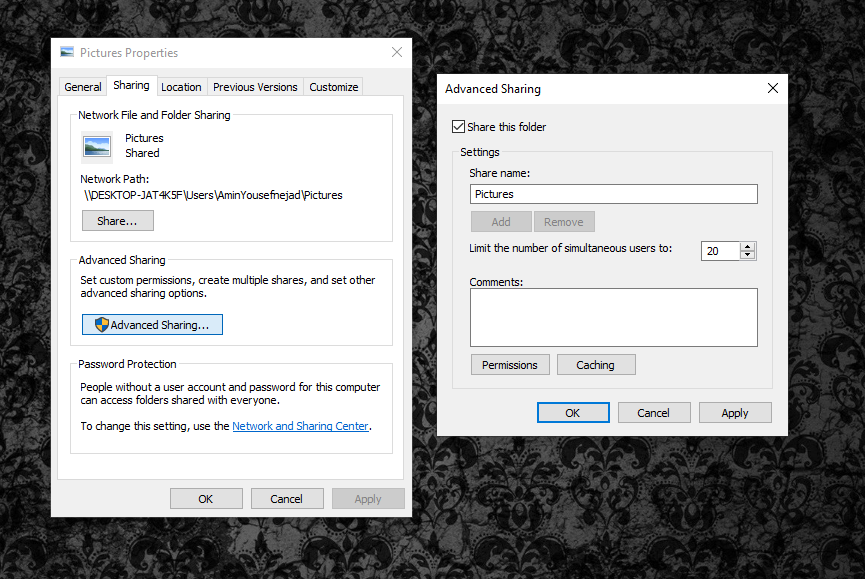 Pictures Properties
General
Sharing
Location
Previous Versions
Customize
Network File and Folder Sharing
Pictures
Shared
Network Path:
\\DESKTOP-JAT4K5F\Users\AminYousefnejad\Pictures
Share...
Advanced Sharing
Set custom permissions, create multiple shares, and set other
advanced sharing options.
Advanced Sharing...
Password Protection
People without a user account and password for this computer
can access folders shared with everyone.
To change this setting, use the Network and Sharing Center.
OK
Cancel
Apply
Advanced Sharing
Share this folder
Settings
Share name:
Pictures
Add
Remove
Limit the number of simultaneous users to:
20
Comments:
Permissions
Caching
OK
Cancel
Apply